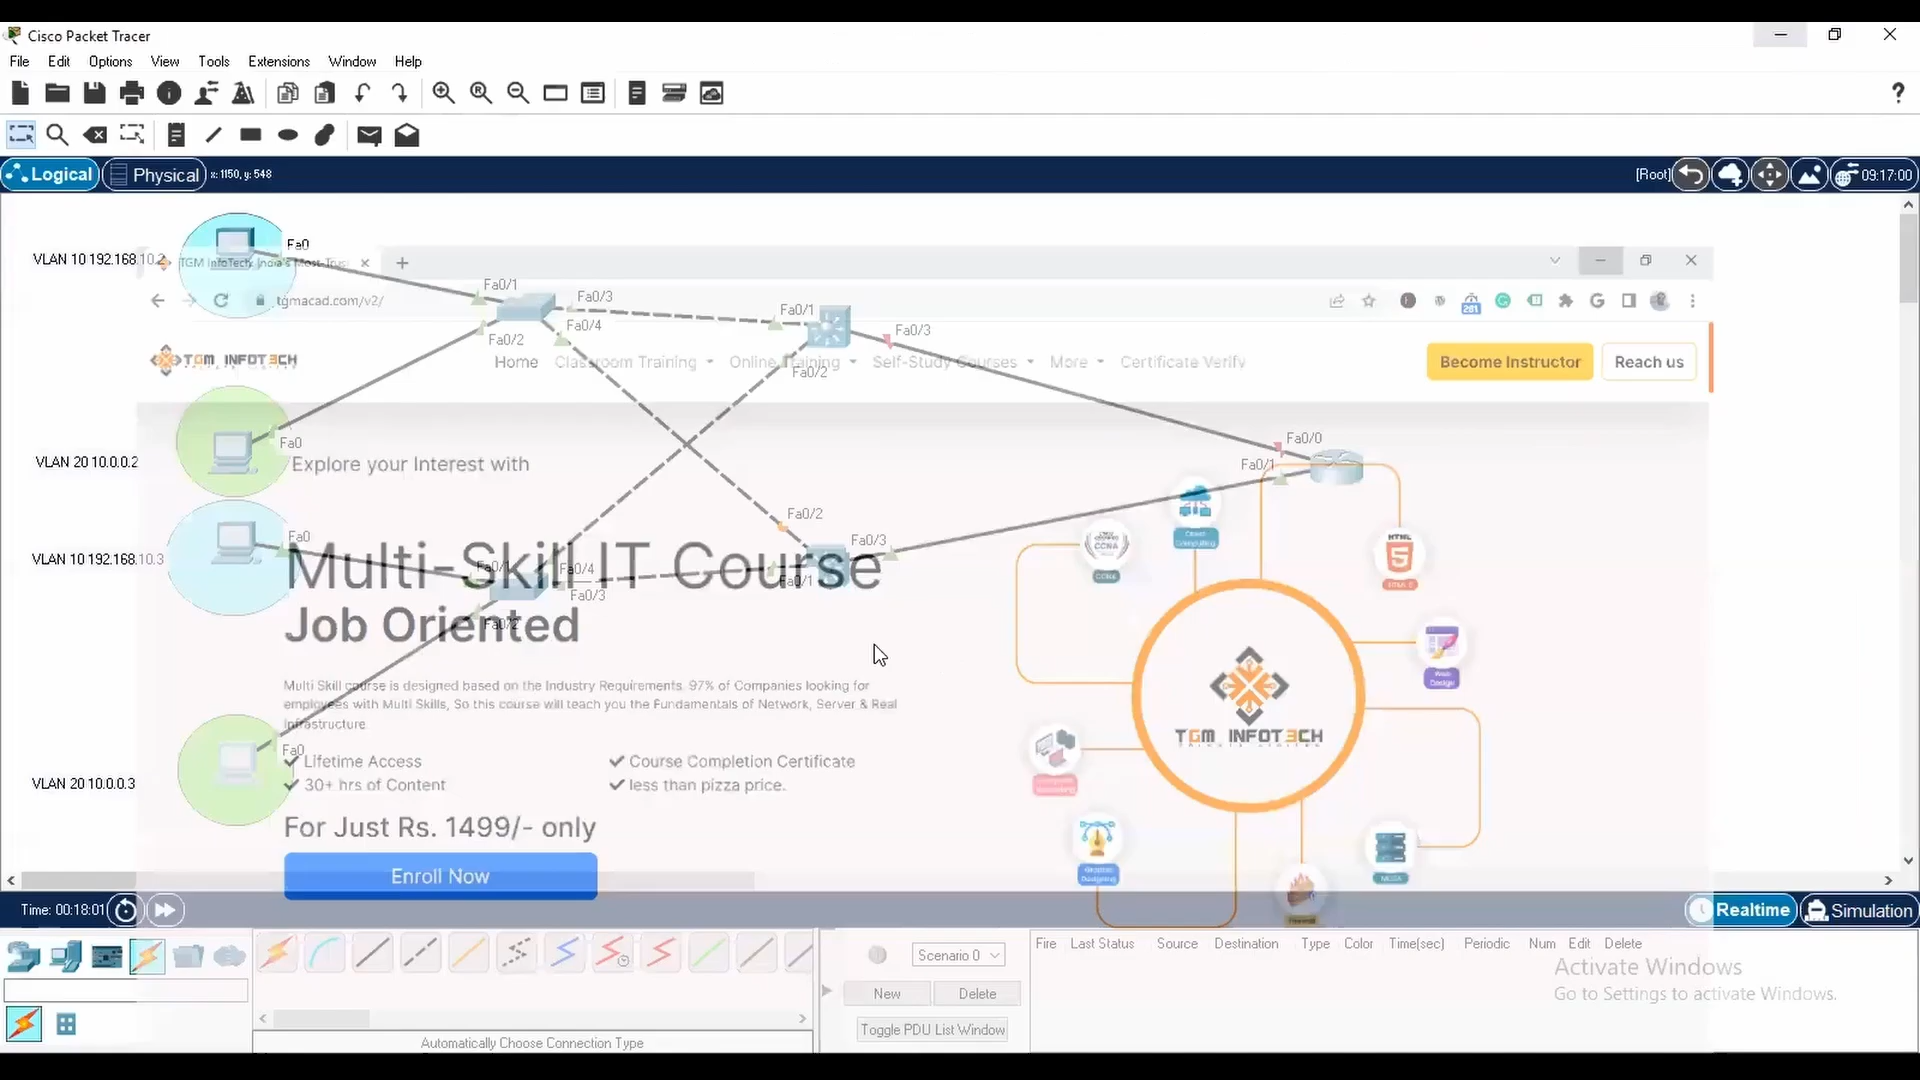 Cisco Packet Tracer
File Edit Options View Tools Extensions Window Help
Logical Physical x: 1150, y: 548 [Root] 09:17:00
Fa0
VLAN 10 192.168.10.2
TGM InfoTech: India's Most-Trus
tgmacad.com/v2/
Fa0/1 Fa0/3 Fa0/1
Fa0/2 Fa0/4 Fa0/3
TGM INFOTECH Home Classroom Training Online Training Self-Study Courses More Certificate Verify Become Instructor Reach us
Fa0/2
Fa0 Fa0/0
VLAN 20 10.0.0.2 Explore your Interest with Fa0/1
Fa0/2
VLAN 10 192.168.10.3 Fa0 Fa0/3
Multi-Skill IT Course
Fa0/4 Fa0/1
Fa0/3
Job Oriented
Fa0/2
CCNA
HTML
5
Web Design
Multi Skill course is designed based on the Industry Requirements. 97% of Companies looking for
employees with Multi Skills, So this course will teach you the Fundamentals of Network, Server & Real
Infrastructure.
TGM INFOTECH
Fa0
Lifetime Access Course Completion Certificate
VLAN 20 10.0.0.3 30+ hrs of Content less than pizza price.
For Just Rs. 1499/- only
Enroll Now
Time: 00:18:01 Realtime Simulation
Scenario 0 Fire Last Status Source Destination Type Color Time(sec) Periodic Num Edit Delete
New Delete
Toggle PDU List Window
Activate Windows
Go to Settings to activate Windows.
Automatically Choose Connection Type